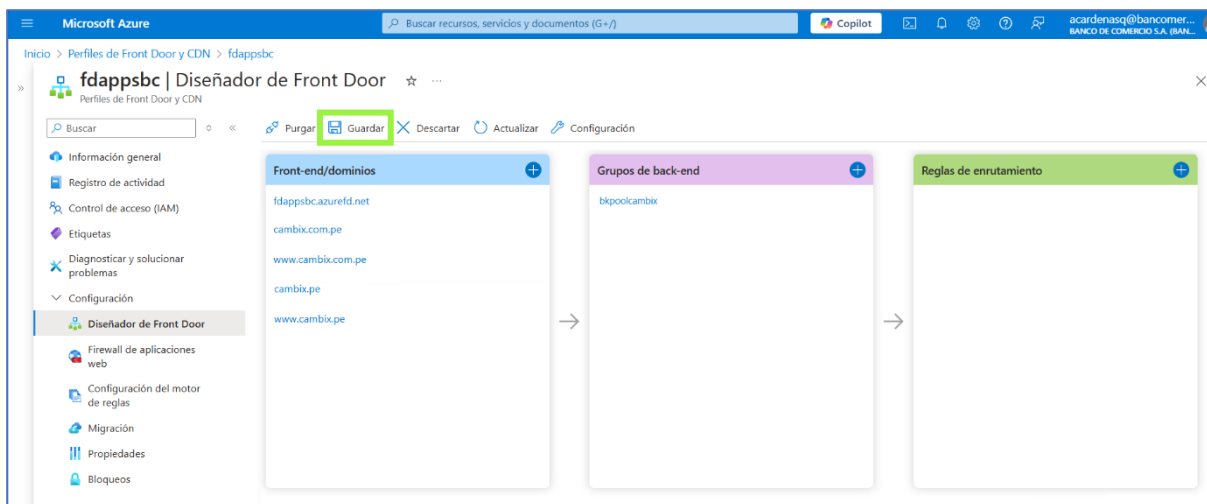 Microsoft Azure
Buscar recursos, servicios y documentos (G+/)
Copilot
acardenasq@bancomer...
BANCO DE COMERCIO S.A. (BAN...
Inicio > Perfiles de Front Door y CDN > fdappsbc
fdappsbc | Diseñador de Front Door
Perfiles de Front Door y CDN
Buscar
Purgar Guardar Descartar Actualizar Configuración
Información general
Registro de actividad
Control de acceso (IAM)
Etiquetas
Diagnosticar y solucionar
problemas
Configuración
Diseñador de Front Door
Firewall de aplicaciones
web
Configuración del motor
de reglas
Migración
Propiedades
Bloqueos
Front-end/dominios
fdappsbc.azurefd.net
cambix.com.pe
www.cambix.com.pe
cambix.pe
www.cambix.pe
Grupos de back-end
bkpoolcambix
Reglas de enrutamiento